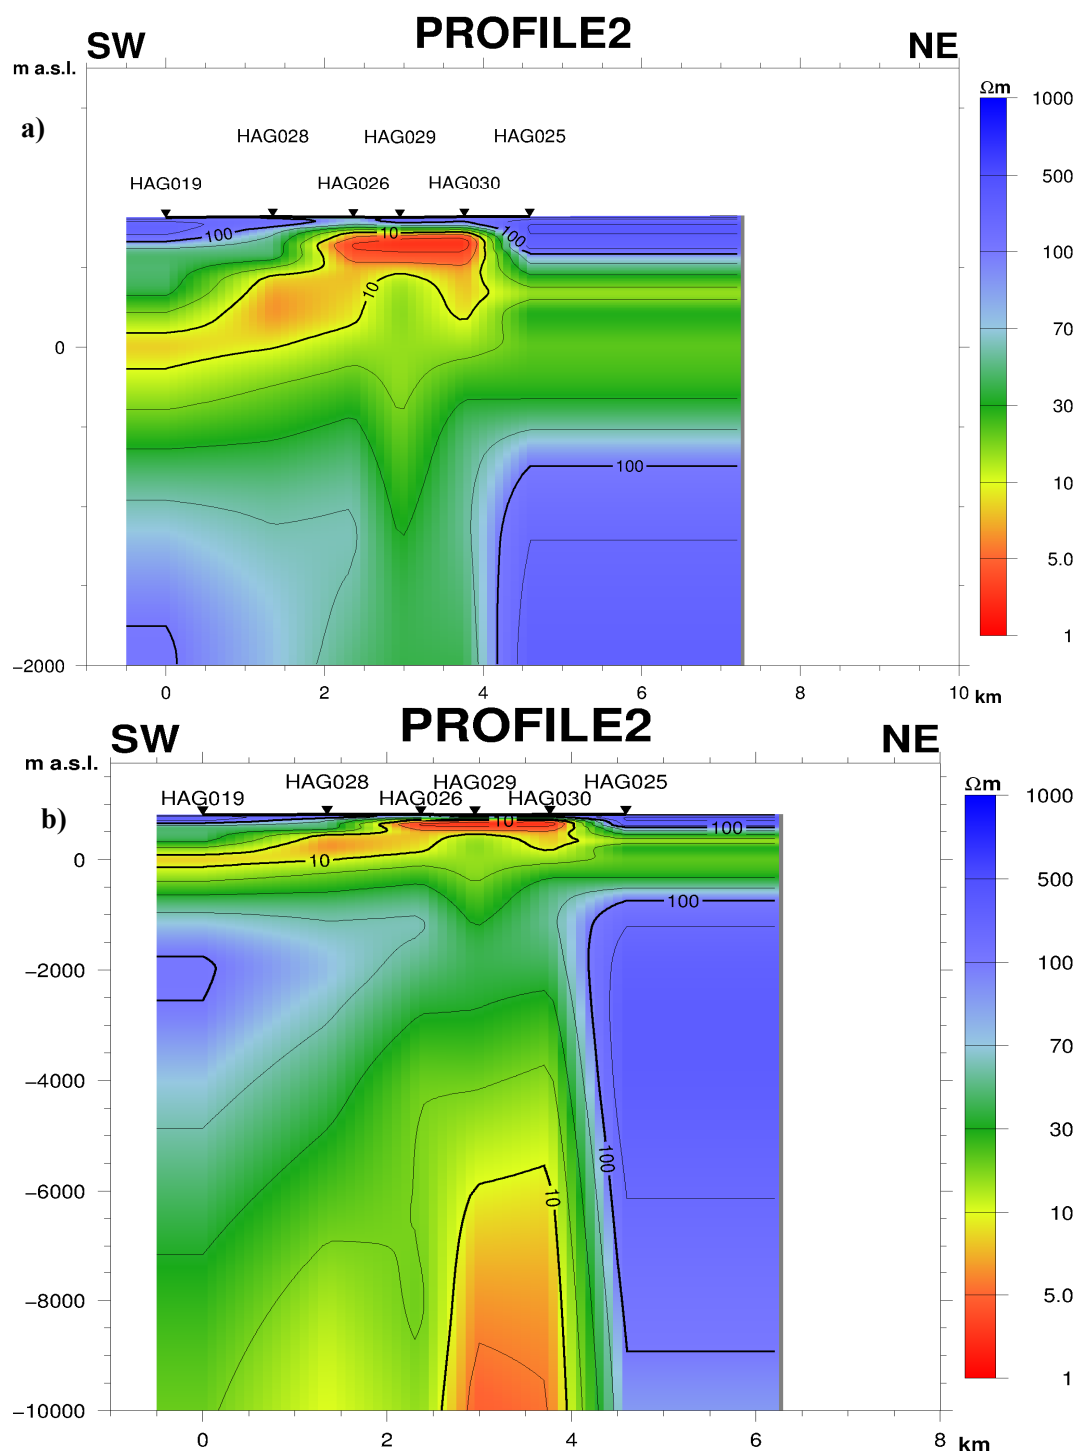 PROFILE2
SW NE
m a.s.l.
Ωm
a)
1000
HAG028 HAG029 HAG025
HAG019 HAG026 HAG030
500
100 10 100
100
10
70
0
30
100
10
5.0
1
−2000
0 2 4 6 8 10 km
PROFILE2
SW NE
m a.s.l.
Ωm
HAG028 HAG029 HAG025
HAG019 HAG026 HAG030
1000
b)
10 100
0
10
500
100
−2000
100
70
−4000
30
100
−6000
10
10
−8000
5.0
−10000
1
0 2 4 6 8 km